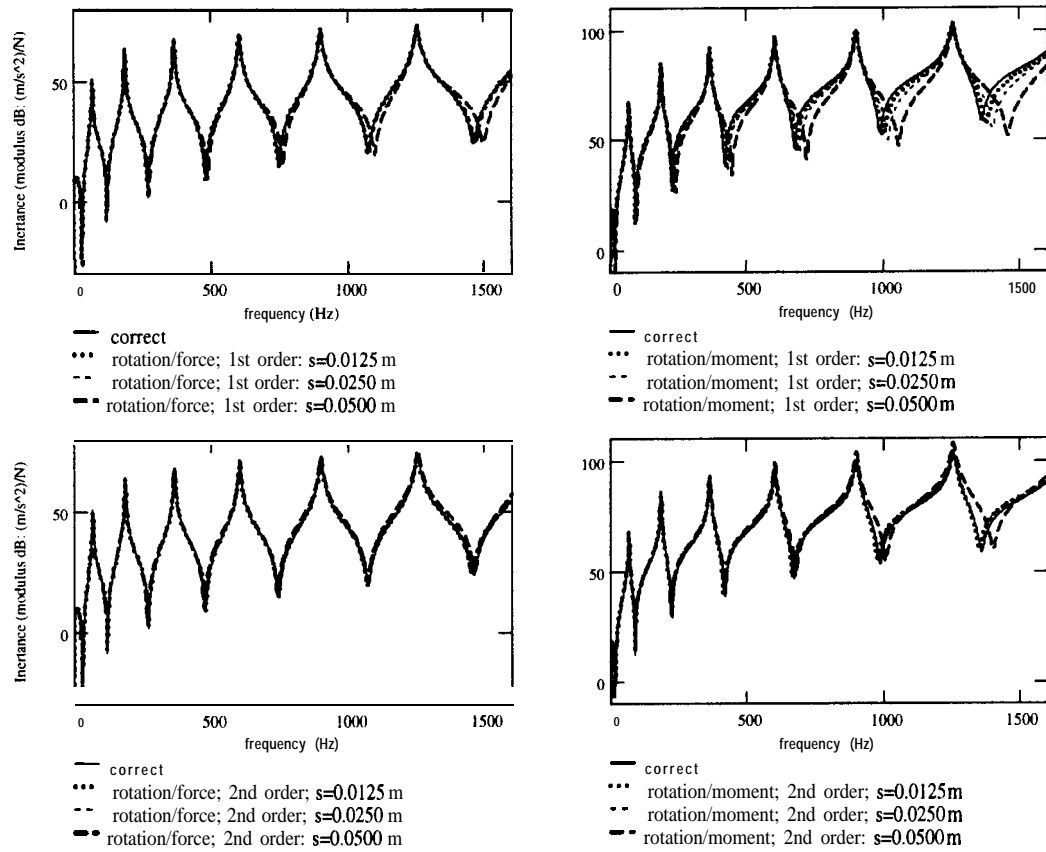 Inertance (modulus dB: (m/s^2)/N)
50
0
0
500
1000
1500
frequency (Hz)
correct
rotation/force; 1st order: s=0.0125 m
rotation/force; 1st order: s=0.0250 m
rotation/force; 1st order: s=0.0500 m
100
50
0
0
500
1000
1500
frequency (Hz)
correct
rotation/moment; 1st order; s=0.0125 m
rotation/moment; 1st order; s=0.0250 m
rotation/moment; 1st order; s=0.0500 m
Inertance (modulus dB: (m/s^2)/N)
50
0
0
500
1000
1500
frequency (Hz)
correct
rotation/force; 2nd order; s=0.0125 m
rotation/force; 2nd order; s=0.0250 m
rotation/force; 2nd order: s=0.0500 m
100
50
0
0
500
1000
1500
frequency (Hz)
correct
rotation/moment; 2nd order; s=0.0125 m
rotation/moment; 2nd order; s=0.0250 m
rotation/moment; 2nd order: s=0.0500 m